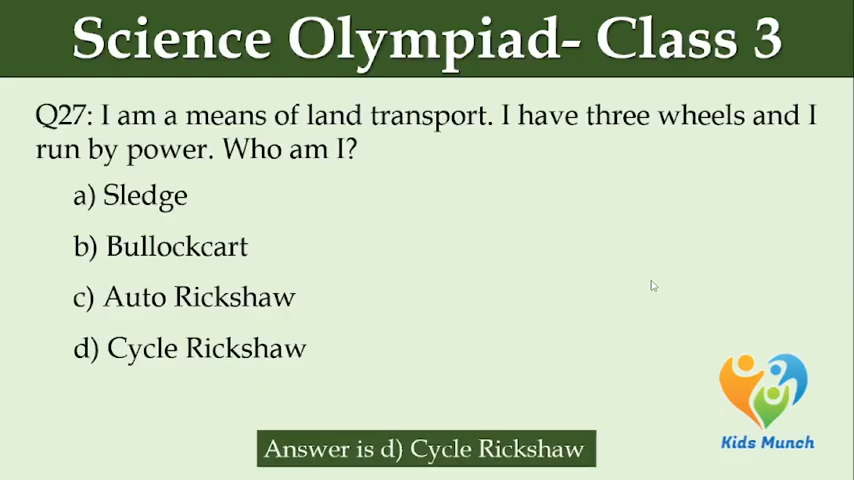 Science Olympiad- Class 3
Q27: I am a means of land transport. I have three wheels and I
run by power. Who am I?
a) Sledge
b) Bullockcart
c) Auto Rickshaw
d) Cycle Rickshaw
Kids Munch
Answer is d) Cycle Rickshaw